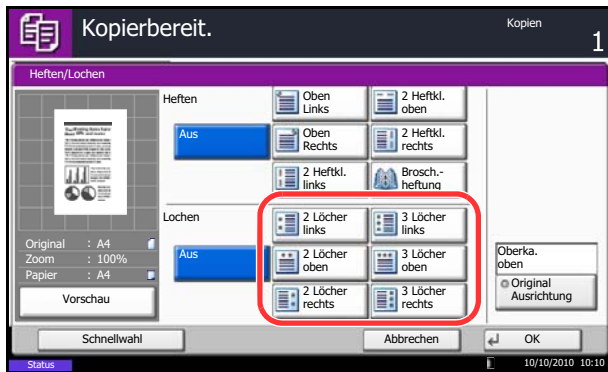 Kopierbereit.
Kopien
1
Heften/Lochen
Heften
Aus
Oben
Links
2 Heftkl.
oben
Oben
Rechts
2 Heftkl.
rechts
2 Heftkl.
links
Brosch.-
heftung
Lochen
Aus
2 Löcher
links
3 Löcher
links
2 Löcher
oben
3 Löcher
oben
2 Löcher
rechts
3 Löcher
rechts
Original : A4
Zoom : 100%
Papier : A4
Vorschau
Oberka.
oben
Original
Ausrichtung
Schnellwahl
Abbrechen
OK
Status
10/10/2010 10:10